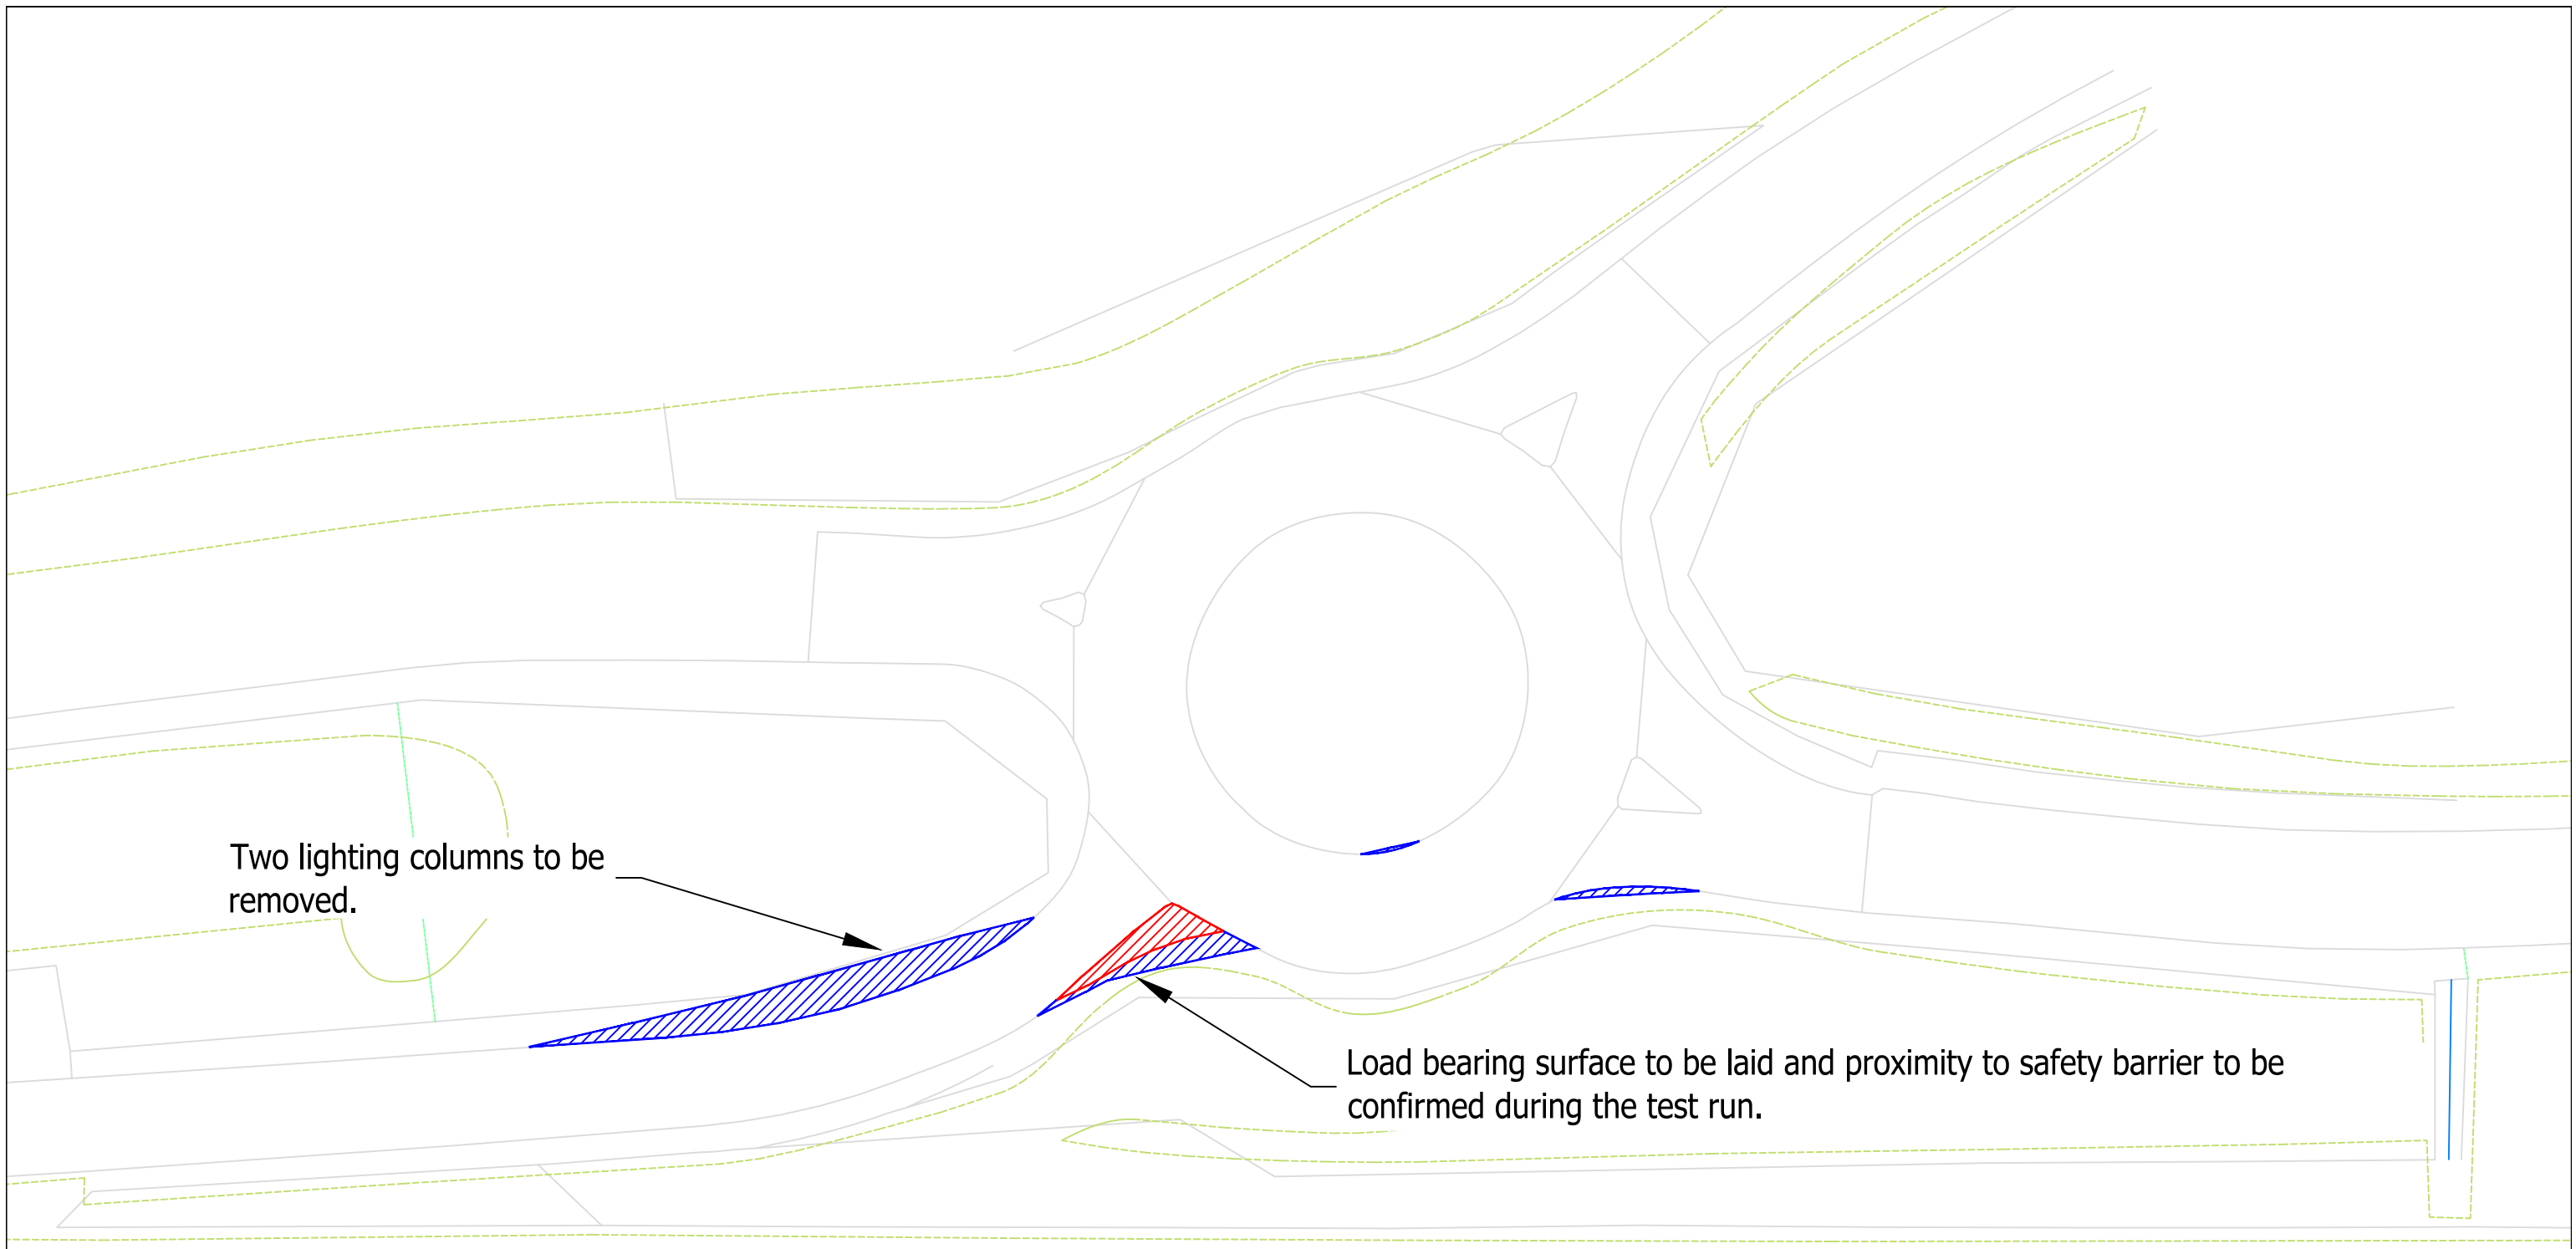 Two lighting columns to be
removed.
Load bearing surface to be laid and proximity to safety barrier to be
confirmed during the test run.